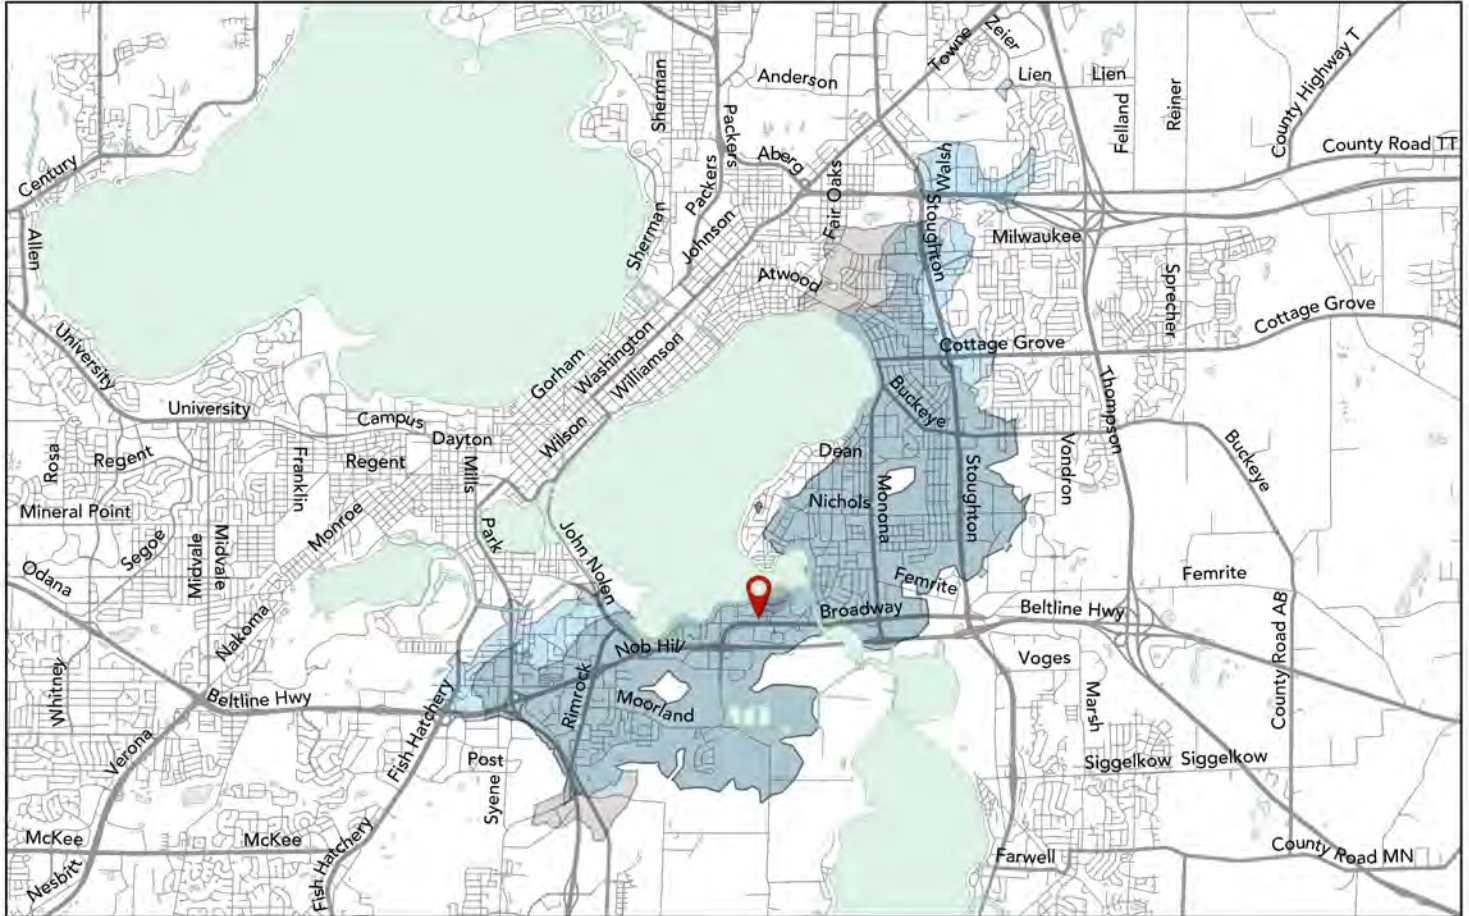 Zeier
Towne
Anderson
Lien
Lien
Sherman
Packers
Felland
Reiner
County Highway T
County Road TT
Aberg
Walsh
Century
Packers
Fair Oaks
Stoughton
Johnson
Sherman
Milwaukee
Allen
Atwood
Sprecher
Cottage Grove
University
Washington
Cottage Grove
Gorham
Williamson
Thompson
Buckeye
University
Campus
Dayton
Wilson
Buckeye
Rosa
Regent
Franklin
Regent
Mills
Dean
Vondron
Stoughton
Nichols
Monona
Mineral Point
Monroe
Park
John Nolen
Segoe
Midvale
Midvale
Odana
Femrite
Femrite
Broadway
Beltline Hwy
County Road AB
Nakoma
Nob Hill
Voges
Whitney
Beltline Hwy
Fish Hatchery
Rimrock
Moorland
Marsh
Verona
Post
Siggelkow
Siggelkow
Syene
McKee
McKee
Fish Hatchery
Farwell
County Road MN
Nesbitt